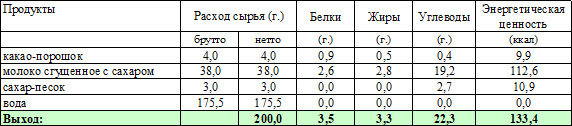 Продукты Расход сырья (г.) Белки Жиры Углеводы Энергетическая ценность
брутто нетто (г.) (г.) (г.) (ккал)
какао-порошок 4,0 4,0 0,9 0,5 0,4 9,9
молоко сгущенное с сахаром 38,0 38,0 2,6 2,8 19,2 112,6
сахар-песок 3,0 3,0 0,0 0,0 2,7 10,9
вода 175,5 175,5 0,0 0,0 0,0 0,0
Выход: 200,0 3,5 3,3 22,3 133,4